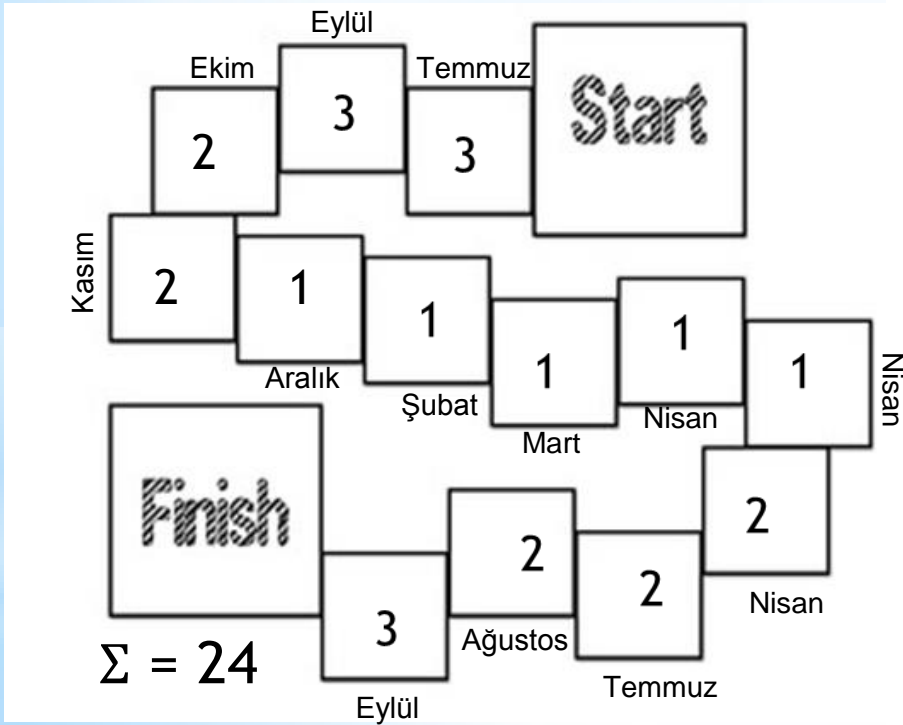 Eylül
Ekim
Temmuz
Start
3
2
3
Kasım
2
1
1
1
1
1
Nisan
Aralık
Şubat
Mart
Nisan
Finish
2
2
2
3
Nisan
Ağustos
Temmuz
Eylül
Σ = 24